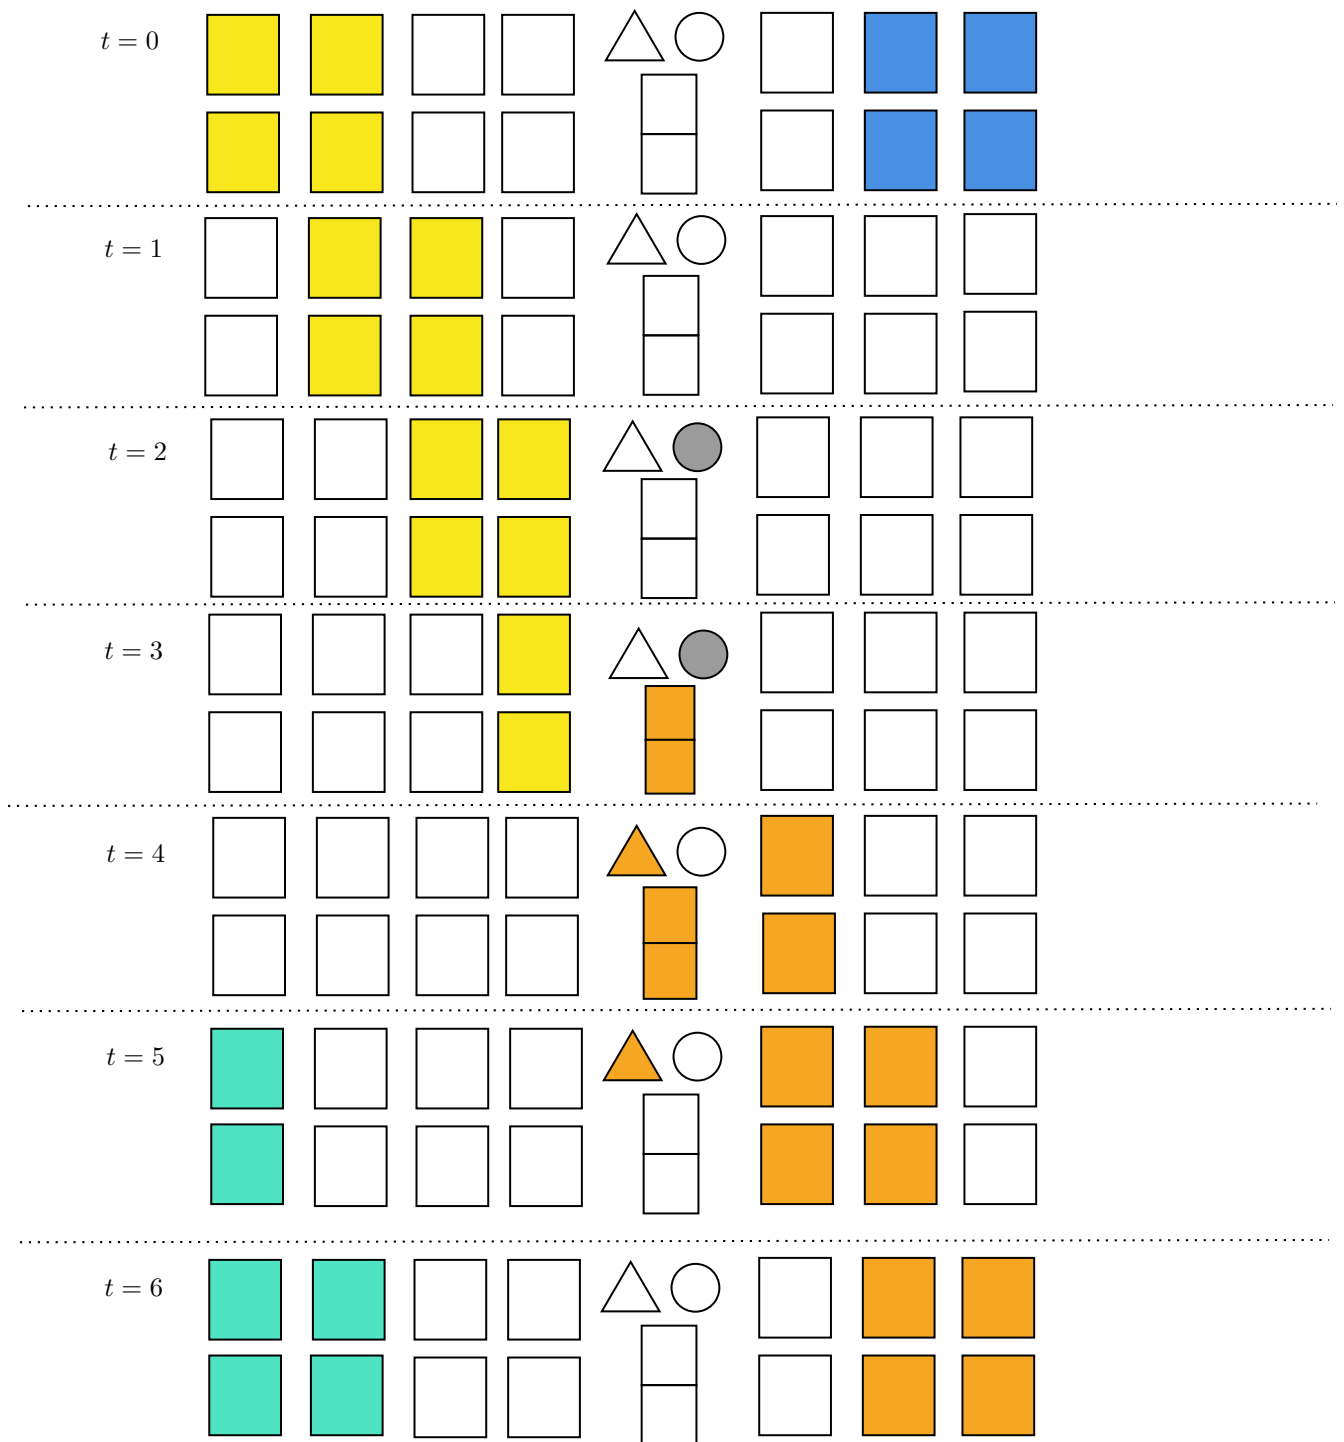 t = 0
t = 1
t = 2
t = 3
t = 4
t = 5
t = 6